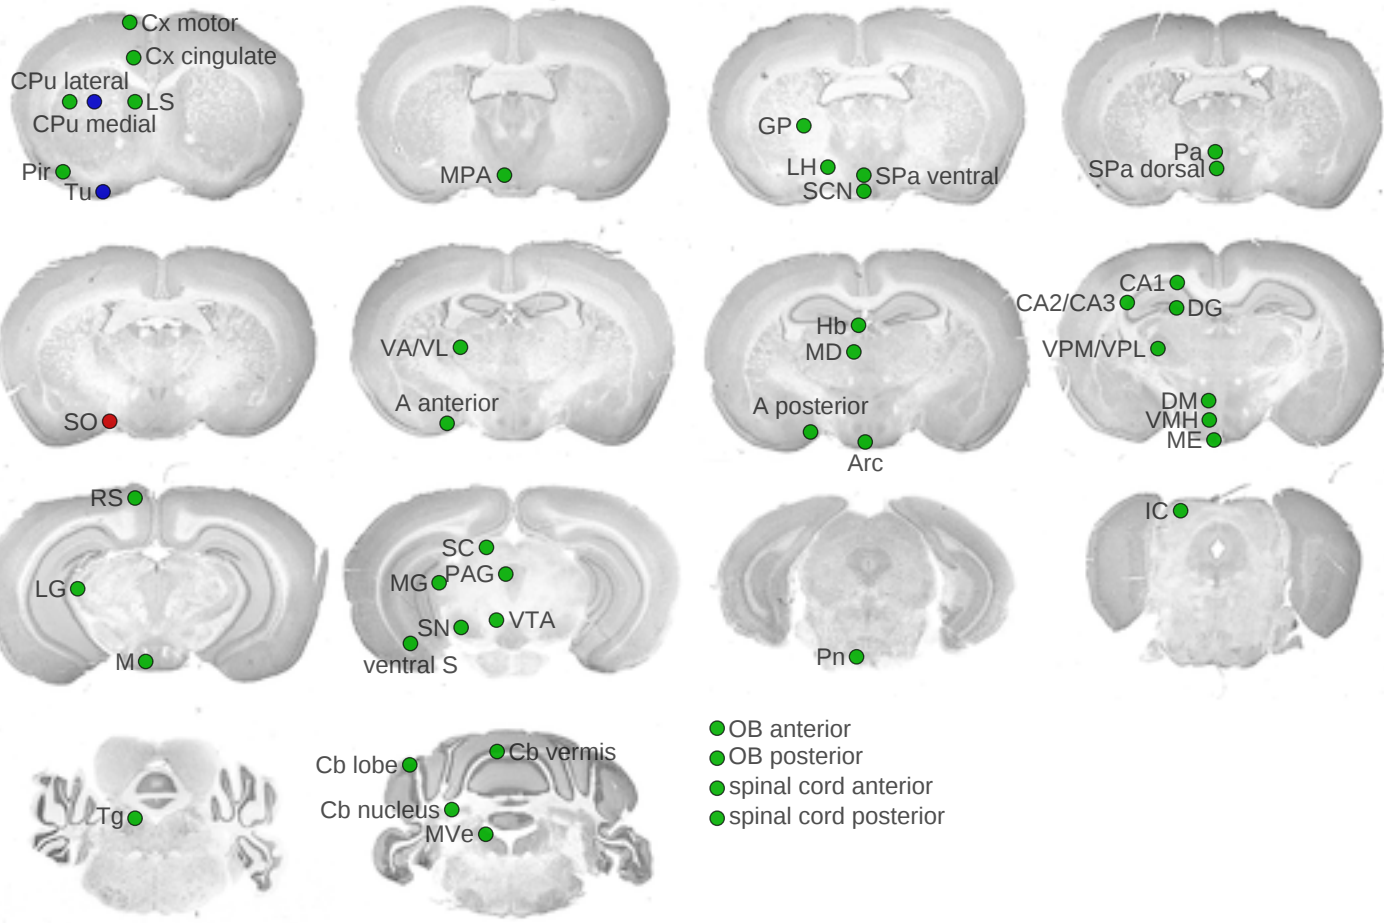 Cx motor
Cx cingulate
CPu lateral
LS
CPu medial
Pir
Tu
MPA
GP
LH
SPa ventral
SCN
Pa
SPa dorsal
SO
VA/VL
A anterior
Hb
MD
A posterior
Arc
CA1
CA2/CA3
DG
VPM/VPL
DM
VMH
ME
RS
LG
M
SC
MG
PAG
SN
VTA
ventral S
Pn
IC
Tg
Cb lobe
Cb vermis
Cb nucleus
MVe
OB anterior
OB posterior
spinal cord anterior
spinal cord posterior